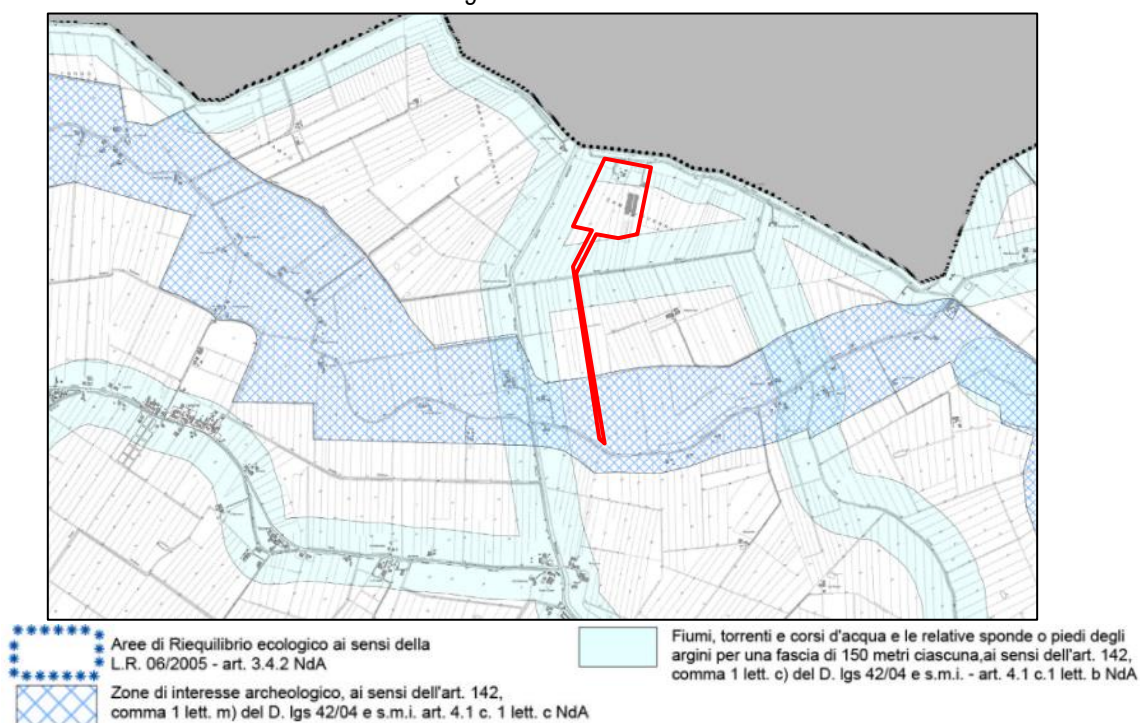 Aree di Riequilibrio ecologico ai sensi della
L.R. 06/2005 - art. 3.4.2 NdA
Zone di interesse archeologico, ai sensi dell'art. 142,
comma 1 lett. m) del D. lgs 42/04 e s.m.i. art. 4.1 c. 1 lett. c NdA
Fiumi, torrenti e corsi d'acqua e le relative sponde o piedi degli
argini per una fascia di 150 metri ciascuna,ai sensi dell'art. 142,
comma 1 lett. c) del D. lgs 42/04 e s.m.i. - art. 4.1 c.1 lett. b NdA